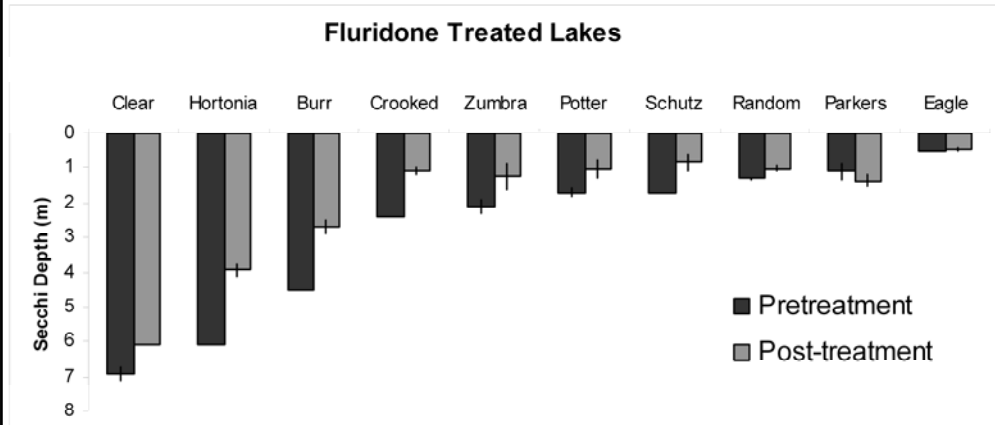 Fluridone Treated Lakes
Clear Hortonia Burr Crooked Zumbra Potter Schutz Random Parkers Eagle
0
1
2
3
4
5
6
7
8
Secchi Depth (m)
Pretreatment
Post-treatment